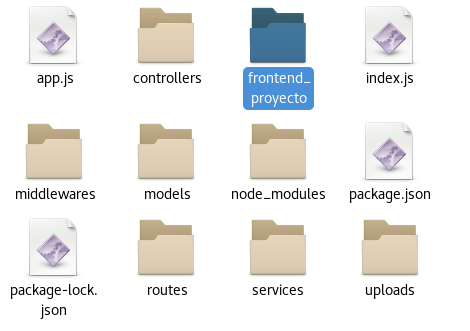 app.js
controllers
frontend_
proyecto
index.js
middlewares
models
node_modules
package.json
package-lock.
json
routes
services
uploads